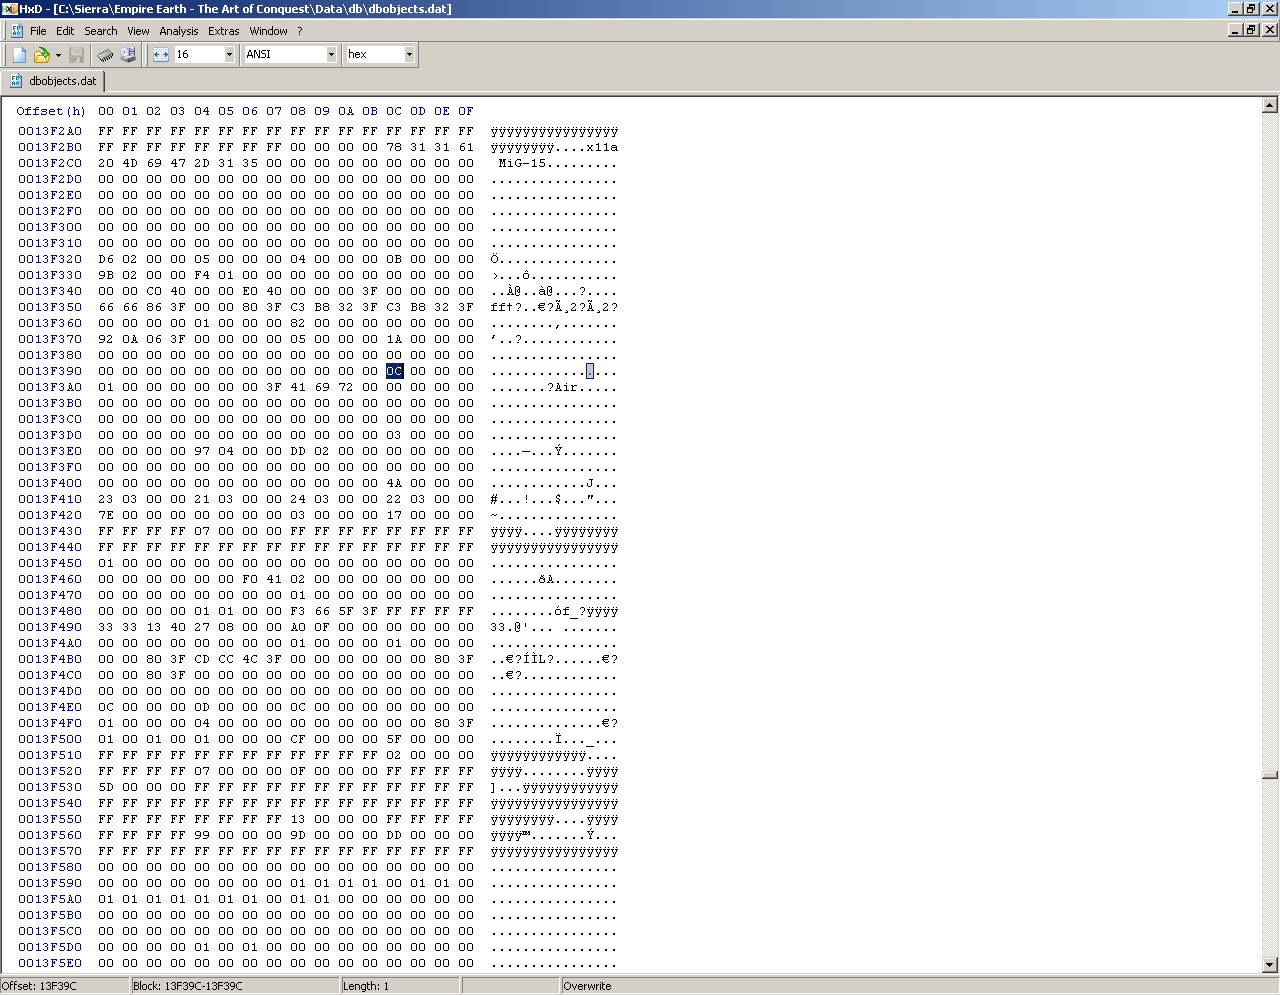 HxD - [C:\Sierra\Empire Earth - The Art of Conquest\Data\db\dbobjects.dat]
File Edit Search View Analysis Extras Window ?
16 ANSI hex
dbobjects.dat
Offset(h) 00 01 02 03 04 05 06 07 08 09 0A 0B 0C 0D 0E 0F
0013F2A0 FF FF FF FF FF FF FF FF FF FF FF FF FF FF FF FF ÿÿÿÿÿÿÿÿÿÿÿÿÿÿÿÿ
0013F2B0 FF FF FF FF FF FF FF FF 00 00 00 00 78 31 31 61 ÿÿÿÿÿÿÿÿ....x11a
0013F2C0 20 4D 69 47 2D 31 35 00 00 00 00 00 00 00 00 00 MiG-15.........
0013F2D0 00 00 00 00 00 00 00 00 00 00 00 00 00 00 00 00 ................
0013F2E0 00 00 00 00 00 00 00 00 00 00 00 00 00 00 00 00 ................
0013F2F0 00 00 00 00 00 00 00 00 00 00 00 00 00 00 00 00 ................
0013F300 00 00 00 00 00 00 00 00 00 00 00 00 00 00 00 00 ................
0013F310 00 00 00 00 00 00 00 00 00 00 00 00 00 00 00 00 ................
0013F320 D6 02 00 00 05 00 00 00 04 00 00 00 0B 00 00 00 Ö...............
0013F330 9B 02 00 00 F4 01 00 00 00 00 00 00 00 00 00 00 ›...ô...........
0013F340 00 00 C0 40 00 00 E0 40 00 00 00 3F 00 00 00 00 ..À@..à@...?....
0013F350 66 66 86 3F 00 00 80 3F C3 B8 32 3F C3 B8 32 3F ff†?..€?Ã¸2?Ã¸2?
0013F360 00 00 00 00 01 00 00 00 82 00 00 00 00 00 00 00 ........‚.......
0013F370 92 0A 06 3F 00 00 00 00 05 00 00 00 1A 00 00 00 ’..?............
0013F380 00 00 00 00 00 00 00 00 00 00 00 00 00 00 00 00 ................
0013F390 00 00 00 00 00 00 00 00 00 00 00 00 0C 00 00 00 ................
0013F3A0 01 00 00 00 00 00 00 3F 41 69 72 00 00 00 00 00 .......?Air.....
0013F3B0 00 00 00 00 00 00 00 00 00 00 00 00 00 00 00 00 ................
0013F3C0 00 00 00 00 00 00 00 00 00 00 00 00 00 00 00 00 ................
0013F3D0 00 00 00 00 00 00 00 00 00 00 00 00 03 00 00 00 ................
0013F3E0 00 00 00 00 97 04 00 00 DD 02 00 00 00 00 00 00 ....—...Ý.......
0013F3F0 00 00 00 00 00 00 00 00 00 00 00 00 00 00 00 00 ................
0013F400 00 00 00 00 00 00 00 00 00 00 00 00 4A 00 00 00 ............J...
0013F410 23 03 00 00 21 03 00 00 24 03 00 00 22 03 00 00 #...!...$..."...
0013F420 7E 00 00 00 00 00 00 00 03 00 00 00 17 00 00 00 ~...............
0013F430 FF FF FF FF 07 00 00 00 FF FF FF FF FF FF FF FF ÿÿÿÿ....ÿÿÿÿÿÿÿÿ
0013F440 FF FF FF FF FF FF FF FF FF FF FF FF FF FF FF FF ÿÿÿÿÿÿÿÿÿÿÿÿÿÿÿÿ
0013F450 01 00 00 00 00 00 00 00 00 00 00 00 00 00 00 00 ................
0013F460 00 00 00 00 00 00 F0 41 02 00 00 00 00 00 00 00 ......ðA........
0013F470 00 00 00 00 00 00 00 00 01 00 00 00 00 00 00 00 ................
0013F480 00 00 00 00 01 01 00 00 F3 66 5F 3F FF FF FF FF ........óf_?ÿÿÿÿ
0013F490 33 33 13 40 27 08 00 00 A0 0F 00 00 00 00 00 00 33.@'... .......
0013F4A0 00 00 00 00 00 00 00 00 01 00 00 00 01 00 00 00 ................
0013F4B0 00 00 80 3F CD CC 4C 3F 00 00 00 00 00 00 80 3F ..€?ÍÌL?......€?
0013F4C0 00 00 80 3F 00 00 00 00 00 00 00 00 00 00 00 00 ..€?............
0013F4D0 00 00 00 00 00 00 00 00 00 00 00 00 00 00 00 00 ................
0013F4E0 0C 00 00 00 0D 00 00 00 0C 00 00 00 00 00 00 00 ................
0013F4F0 01 00 00 00 04 00 00 00 00 00 00 00 00 00 80 3F ..............€?
0013F500 01 00 01 00 01 00 00 00 CF 00 00 00 5F 00 00 00 ........Ï..._...
0013F510 FF FF FF FF FF FF FF FF FF FF FF FF 02 00 00 00 ÿÿÿÿÿÿÿÿÿÿÿÿ....
0013F520 FF FF FF FF 07 00 00 00 0F 00 00 00 FF FF FF FF ÿÿÿÿ........ÿÿÿÿ
0013F530 5D 00 00 00 FF FF FF FF FF FF FF FF FF FF FF FF ]...ÿÿÿÿÿÿÿÿÿÿÿÿ
0013F540 FF FF FF FF FF FF FF FF FF FF FF FF FF FF FF FF ÿÿÿÿÿÿÿÿÿÿÿÿÿÿÿÿ
0013F550 FF FF FF FF FF FF FF FF 13 00 00 00 FF FF FF FF ÿÿÿÿÿÿÿÿ....ÿÿÿÿ
0013F560 FF FF FF FF 99 00 00 00 9D 00 00 00 DD 00 00 00 ÿÿÿÿ™.......Ý...
0013F570 FF FF FF FF FF FF FF FF FF FF FF FF FF FF FF FF ÿÿÿÿÿÿÿÿÿÿÿÿÿÿÿÿ
0013F580 00 00 00 00 00 00 00 00 00 00 00 00 00 00 00 00 ................
0013F590 00 00 00 00 00 00 00 00 01 01 01 01 00 01 01 00 ................
0013F5A0 01 01 01 01 01 01 01 00 01 01 00 00 00 00 00 00 ................
0013F5B0 00 00 00 00 00 00 00 00 00 00 00 00 00 00 00 00 ................
0013F5C0 00 00 00 00 00 00 00 00 00 00 00 00 00 00 00 00 ................
0013F5D0 00 00 00 00 01 00 01 00 00 00 00 00 00 00 00 00 ................
0013F5E0 00 00 00 00 00 00 00 00 00 00 00 00 00 00 00 00 ................
Offset: 13F39C Block: 13F39C-13F39C Length: 1 Overwrite